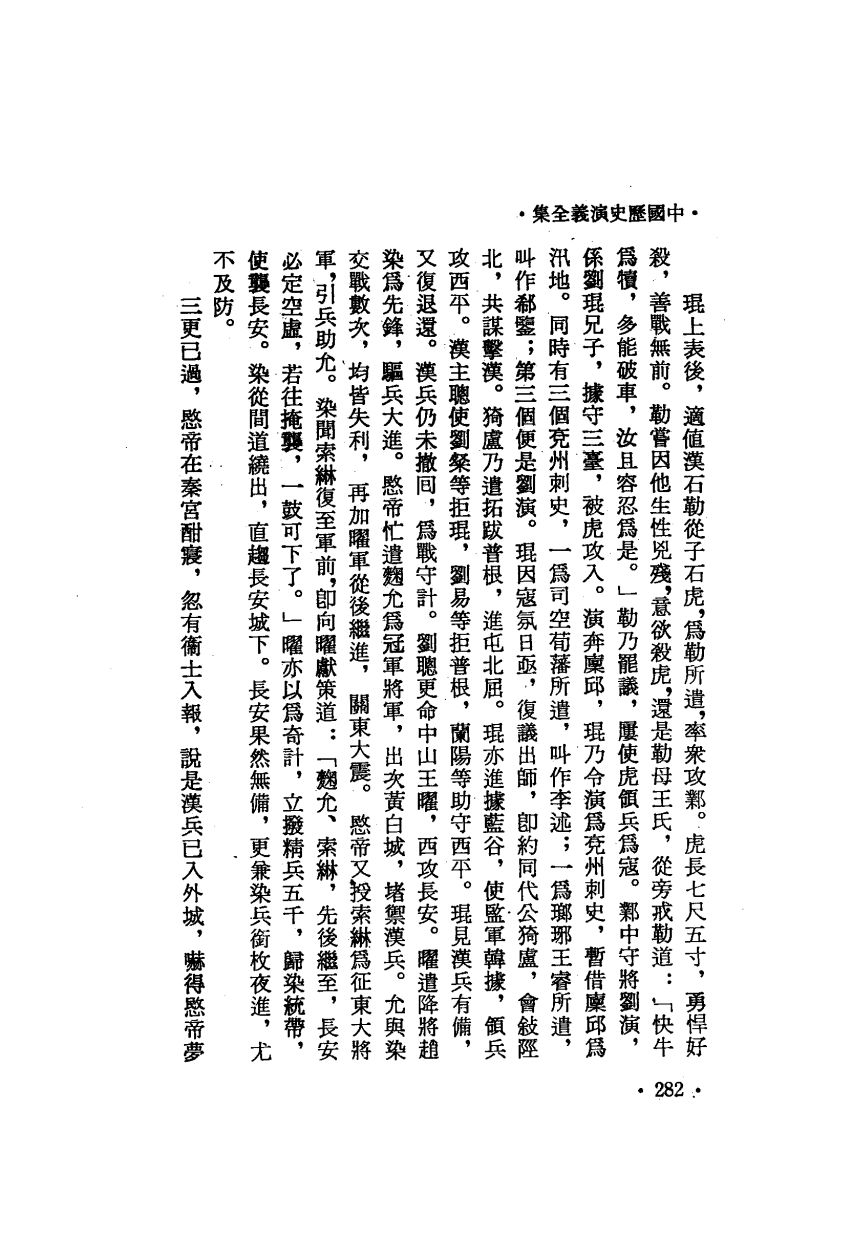 ·中國歷史演義全集·
琨上表後，適值漢石勒從子石虎，爲勒所遣，率衆攻鄴。虎長七尺五寸，勇悍好
殺，善戰無前。勒嘗因他生性兇殘，意欲殺虎，還是勒母王氏，從旁戒勒道：「快牛
爲犢，多能破車，汝且容忍爲是。」勒乃罷議，屢使虎領兵爲寇。鄴中守將劉演，
係劉琨兄子，據守三臺，被虎攻入。演奔廩邱，琨乃令演爲兗州刺史，暫借廩邱爲
汛地。同時有三個兗州刺史，一爲司空荀藩所遣，叫作李述；一爲瑯琊王睿所遣，
叫作郗鑒；第三個便是劉演。琨因寇氛日亟，復議出師，卽約同代公猗盧，會敍陘
北，共謀擊漢。猗盧乃遣拓跋普根，進屯北屈。琨亦進據藍谷，使監軍韓據，領兵
攻西平。漢主聰使劉粲等拒琨，劉易等拒普根，蘭陽等助守西平。琨見漢兵有備，
又復退還。漢兵仍未撤回，爲戰守計。劉聰更命中山王曜，西攻長安。曜遣降將趙
染爲先鋒，驅兵大進。愍帝忙遣麴允爲冠軍將軍，出次黃白城，堵禦漢兵。允與染
交戰數次，均皆失利，再加曜軍從後繼進，關東大震。愍帝又授索綝爲征東大將
軍，引兵助允。染聞索綝復至軍前，卽向曜獻策道：「麴允、索綝，先後繼至，長安
必定空虛，若往掩襲，一鼓可下了。」曜亦以爲奇計，立撥精兵五千，歸染統帶，
使襲長安。染從間道繞出，直趨長安城下。長安果然無備，更兼染兵銜枚夜進，尤
不及防。
三更已過，愍帝在秦宮酣寢，忽有衞士入報，說是漢兵已入外城，嚇得愍帝夢
·282·